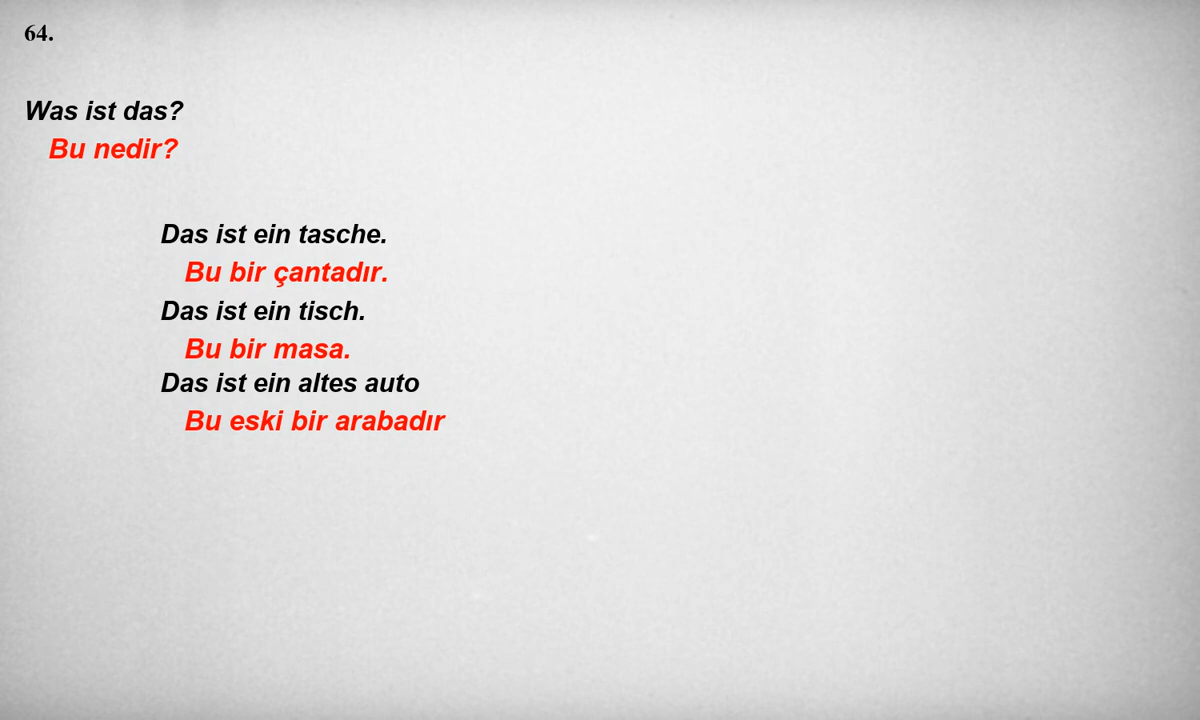 64.
Was ist das?
Bu nedir?
Das ist ein tasche.
Bu bir çantadır.
Das ist ein tisch.
Bu bir masa.
Das ist ein altes auto
Bu eski bir arabadır